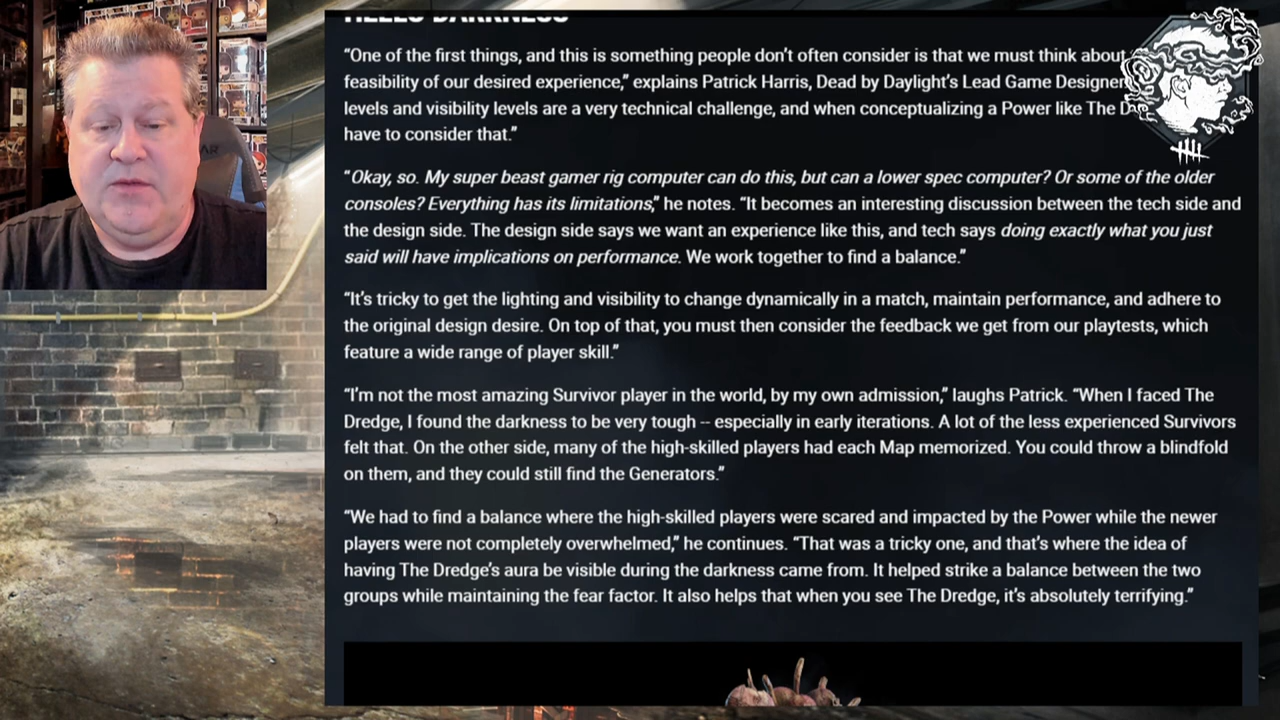 HELLO DARKNESS
“One of the first things, and this is something people don’t often consider is that we must think about
feasibility of our desired experience,” explains Patrick Harris, Dead by Daylight’s Lead Game Designer
levels and visibility levels are a very technical challenge, and when conceptualizing a Power like The D
have to consider that.”
“Okay, so. My super beast gamer rig computer can do this, but can a lower spec computer? Or some of the older
consoles? Everything has its limitations,” he notes. “It becomes an interesting discussion between the tech side and
the design side. The design side says we want an experience like this, and tech says doing exactly what you just
said will have implications on performance. We work together to find a balance.”
“It’s tricky to get the lighting and visibility to change dynamically in a match, maintain performance, and adhere to
the original design desire. On top of that, you must then consider the feedback we get from our playtests, which
feature a wide range of player skill.”
“I’m not the most amazing Survivor player in the world, by my own admission,” laughs Patrick. “When I faced The
Dredge, I found the darkness to be very tough -- especially in early iterations. A lot of the less experienced Survivors
felt that. On the other side, many of the high-skilled players had each Map memorized. You could throw a blindfold
on them, and they could still find the Generators.”
“We had to find a balance where the high-skilled players were scared and impacted by the Power while the newer
players were not completely overwhelmed,” he continues. “That was a tricky one, and that’s where the idea of
having The Dredge’s aura be visible during the darkness came from. It helped strike a balance between the two
groups while maintaining the fear factor. It also helps that when you see The Dredge, it’s absolutely terrifying.”